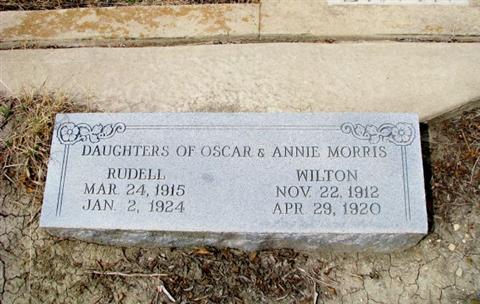 DAUGHTERS OF OSCAR & ANNIE MORRIS
RUDELL
MAR. 24, 1915
JAN. 2, 1924
WILTON
NOV. 22, 1912
APR. 29, 1920